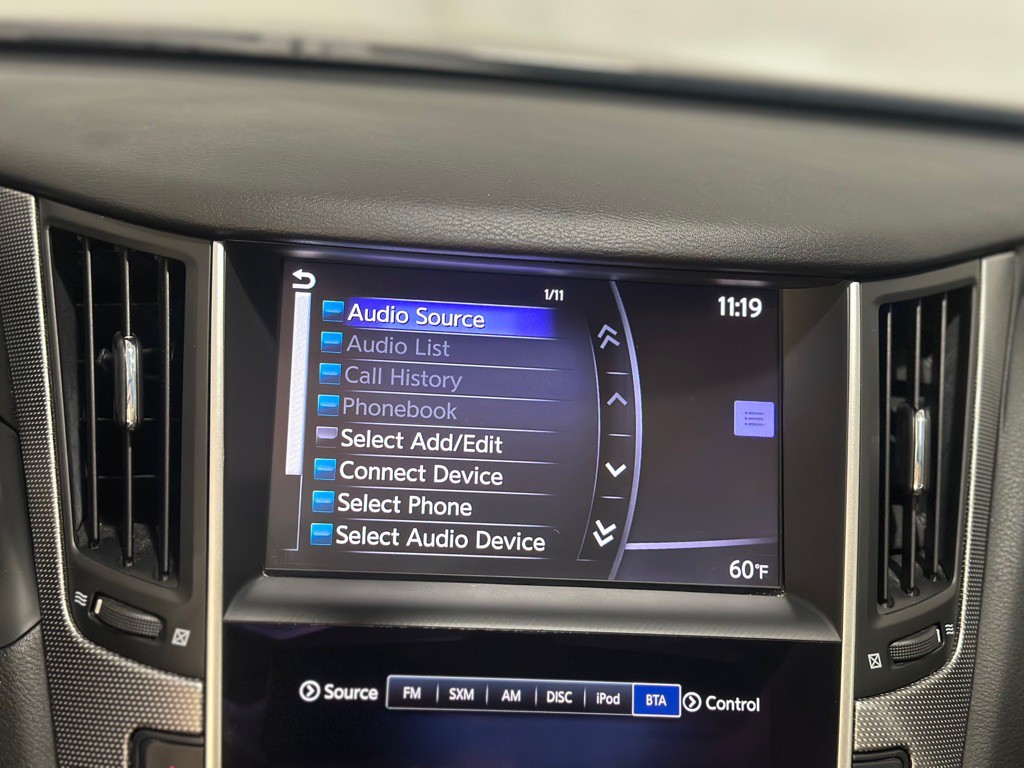 1/11
11:19
Audio Source
Audio List
Call History
Phonebook
Select Add/Edit
Connect Device
Select Phone
Select Audio Device
60°F
Source FM SXM AM DISC iPod BTA Control